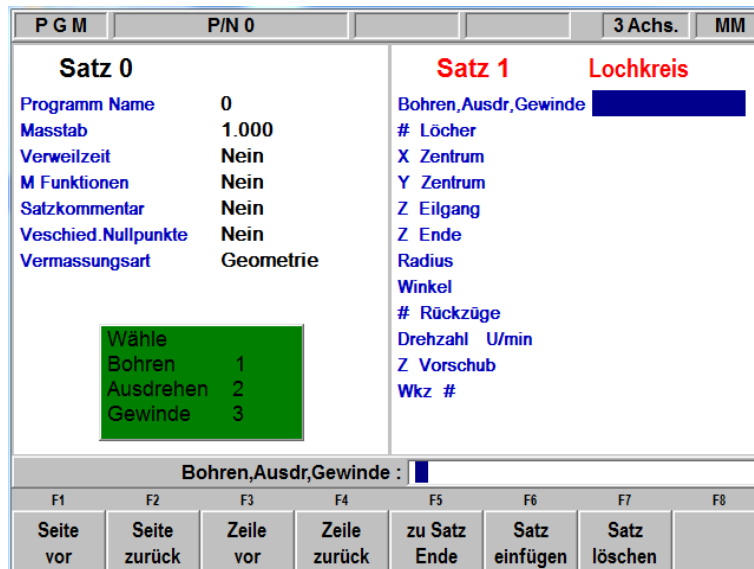 PGM P/N 0 3 Achs. MM
Satz 0
Programm Name 0
Masstab 1.000
Verweilzeit Nein
M Funktionen Nein
Satzkommentar Nein
Veschied.Nullpunkte Nein
Vermassungsart Geometrie
Wähle
Bohren 1
Ausdrehen 2
Gewinde 3
Satz 1 Lochkreis
Bohren,Ausdr,Gewinde
# Löcher
X Zentrum
Y Zentrum
Z Eilgang
Z Ende
Radius
Winkel
# Rückzüge
Drehzahl U/min
Z Vorschub
Wkz #
Bohren,Ausdr,Gewinde :
F1 F2 F3 F4 F5 F6 F7 F8
Seite Seite Zeile Zeile zu Satz Satz Satz
vor zurück vor zurück Ende einfügen löschen